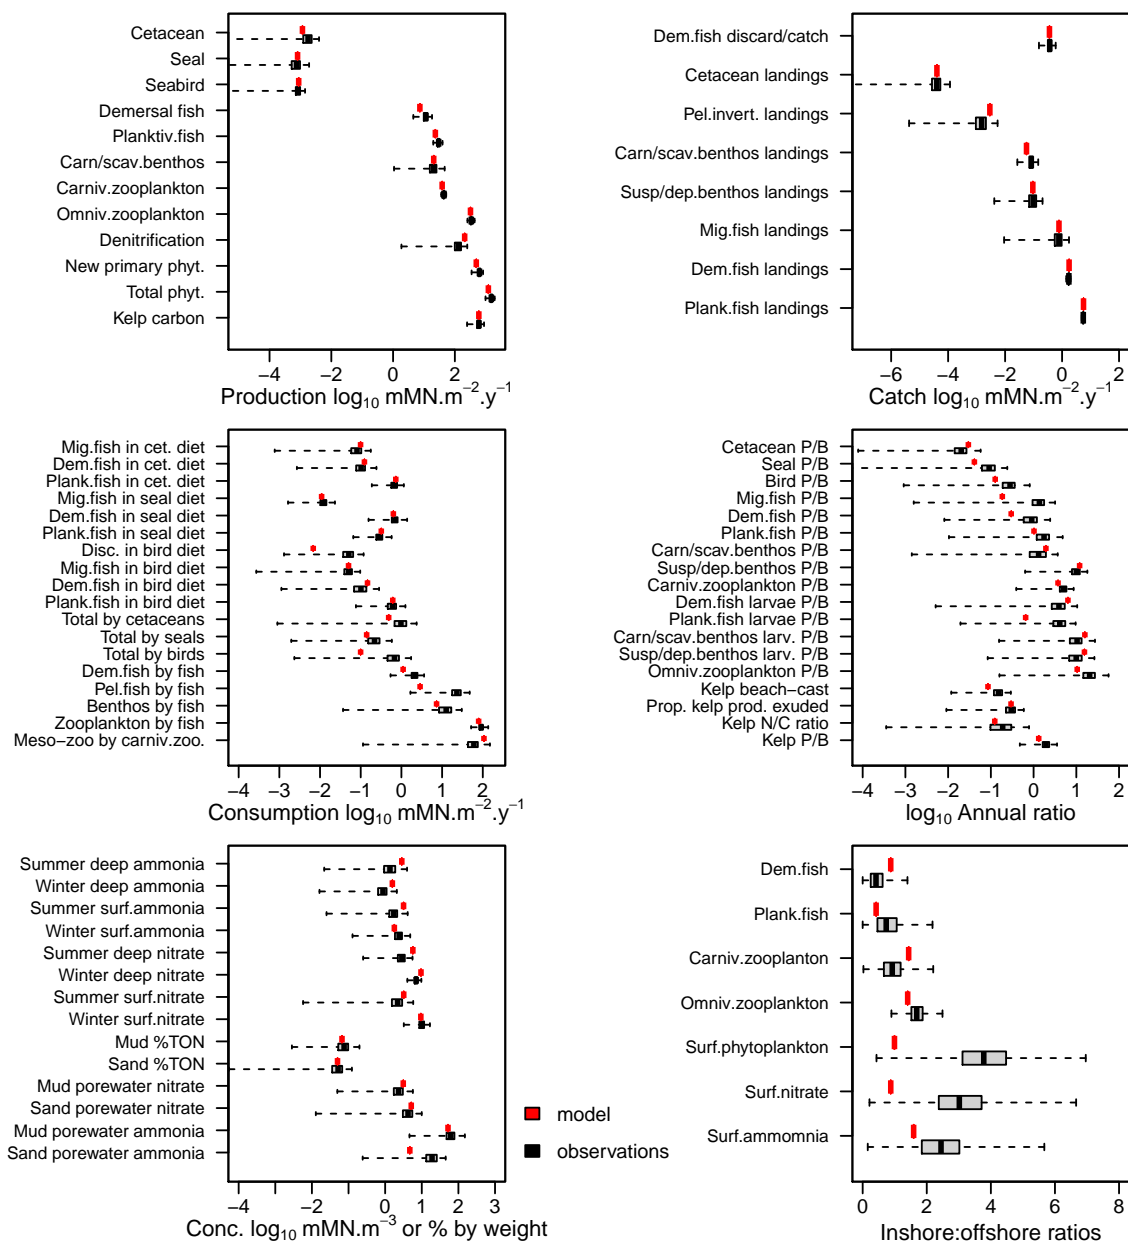 Cetacean
Seal
Seabird
Demersal fish
Planktiv.fish
Carn/scav.benthos
Carniv.zooplankton
Omniv.zooplankton
Denitrification
New primary phyt.
Total phyt.
Kelp carbon
−4 −2 0 2
Production log₁₀ mMN.m⁻².y⁻¹
Dem.fish discard/catch
Cetacean landings
Pel.invert. landings
Carn/scav.benthos landings
Susp/dep.benthos landings
Mig.fish landings
Dem.fish landings
Plank.fish landings
−6 −4 −2 0 2
Catch log₁₀ mMN.m⁻².y⁻¹
Mig.fish in cet. diet
Dem.fish in cet. diet
Plank.fish in cet. diet
Mig.fish in seal diet
Dem.fish in seal diet
Plank.fish in seal diet
Disc. in bird diet
Mig.fish in bird diet
Dem.fish in bird diet
Plank.fish in bird diet
Total by cetaceans
Total by seals
Total by birds
Dem.fish by fish
Pel.fish by fish
Benthos by fish
Zooplankton by fish
Meso−zoo by carniv.zoo.
−4 −3 −2 −1 0 1 2
Consumption log₁₀ mMN.m⁻².y⁻¹
Cetacean P/B
Seal P/B
Bird P/B
Mig.fish P/B
Dem.fish P/B
Plank.fish P/B
Carn/scav.benthos P/B
Susp/dep.benthos P/B
Carniv.zooplankton P/B
Dem.fish larvae P/B
Plank.fish larvae P/B
Carn/scav.benthos larv. P/B
Susp/dep.benthos larv. P/B
Omniv.zooplankton P/B
Kelp beach−cast
Prop. kelp prod. exuded
Kelp N/C ratio
Kelp P/B
−4 −3 −2 −1 0 1 2
log₁₀ Annual ratio
Summer deep ammonia
Winter deep ammonia
Summer surf.ammonia
Winter surf.ammonia
Summer deep nitrate
Winter deep nitrate
Summer surf.nitrate
Winter surf.nitrate
Mud %TON
Sand %TON
Mud porewater nitrate
Sand porewater nitrate
Mud porewater ammonia
Sand porewater ammonia
−4 −2 0 1 2 3
Conc. log₁₀ mMN.m⁻³ or % by weight
model
observations
Dem.fish
Plank.fish
Carniv.zooplanton
Omniv.zooplankton
Surf.phytoplankton
Surf.nitrate
Surf.ammomnia
0 2 4 6 8
Inshore:offshore ratios